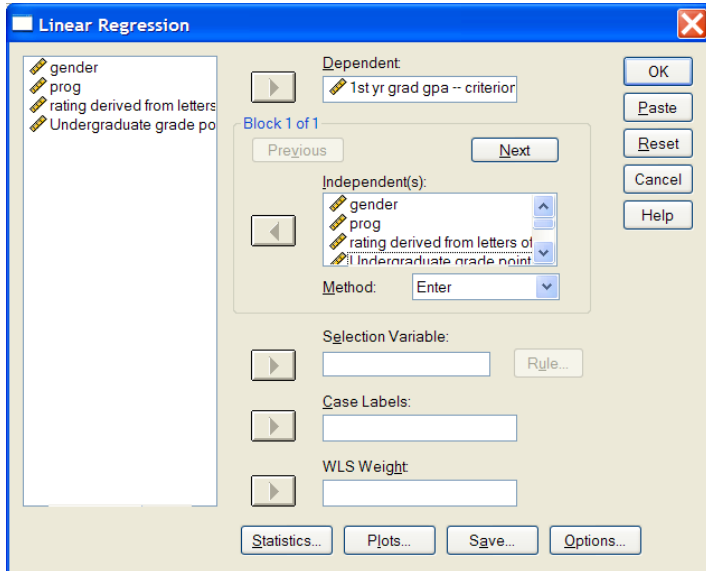 Linear Regression
gender
prog
rating derived from letters
Undergraduate grade po
Dependent:
1st yr grad gpa -- criterion
Block 1 of 1
Previous
Next
Independent(s):
gender
prog
rating derived from letters of
Undergraduate grade point
Method:
Enter
Selection Variable:
Rule...
Case Labels:
WLS Weight:
Statistics...
Plots...
Save...
Options...
OK
Paste
Reset
Cancel
Help